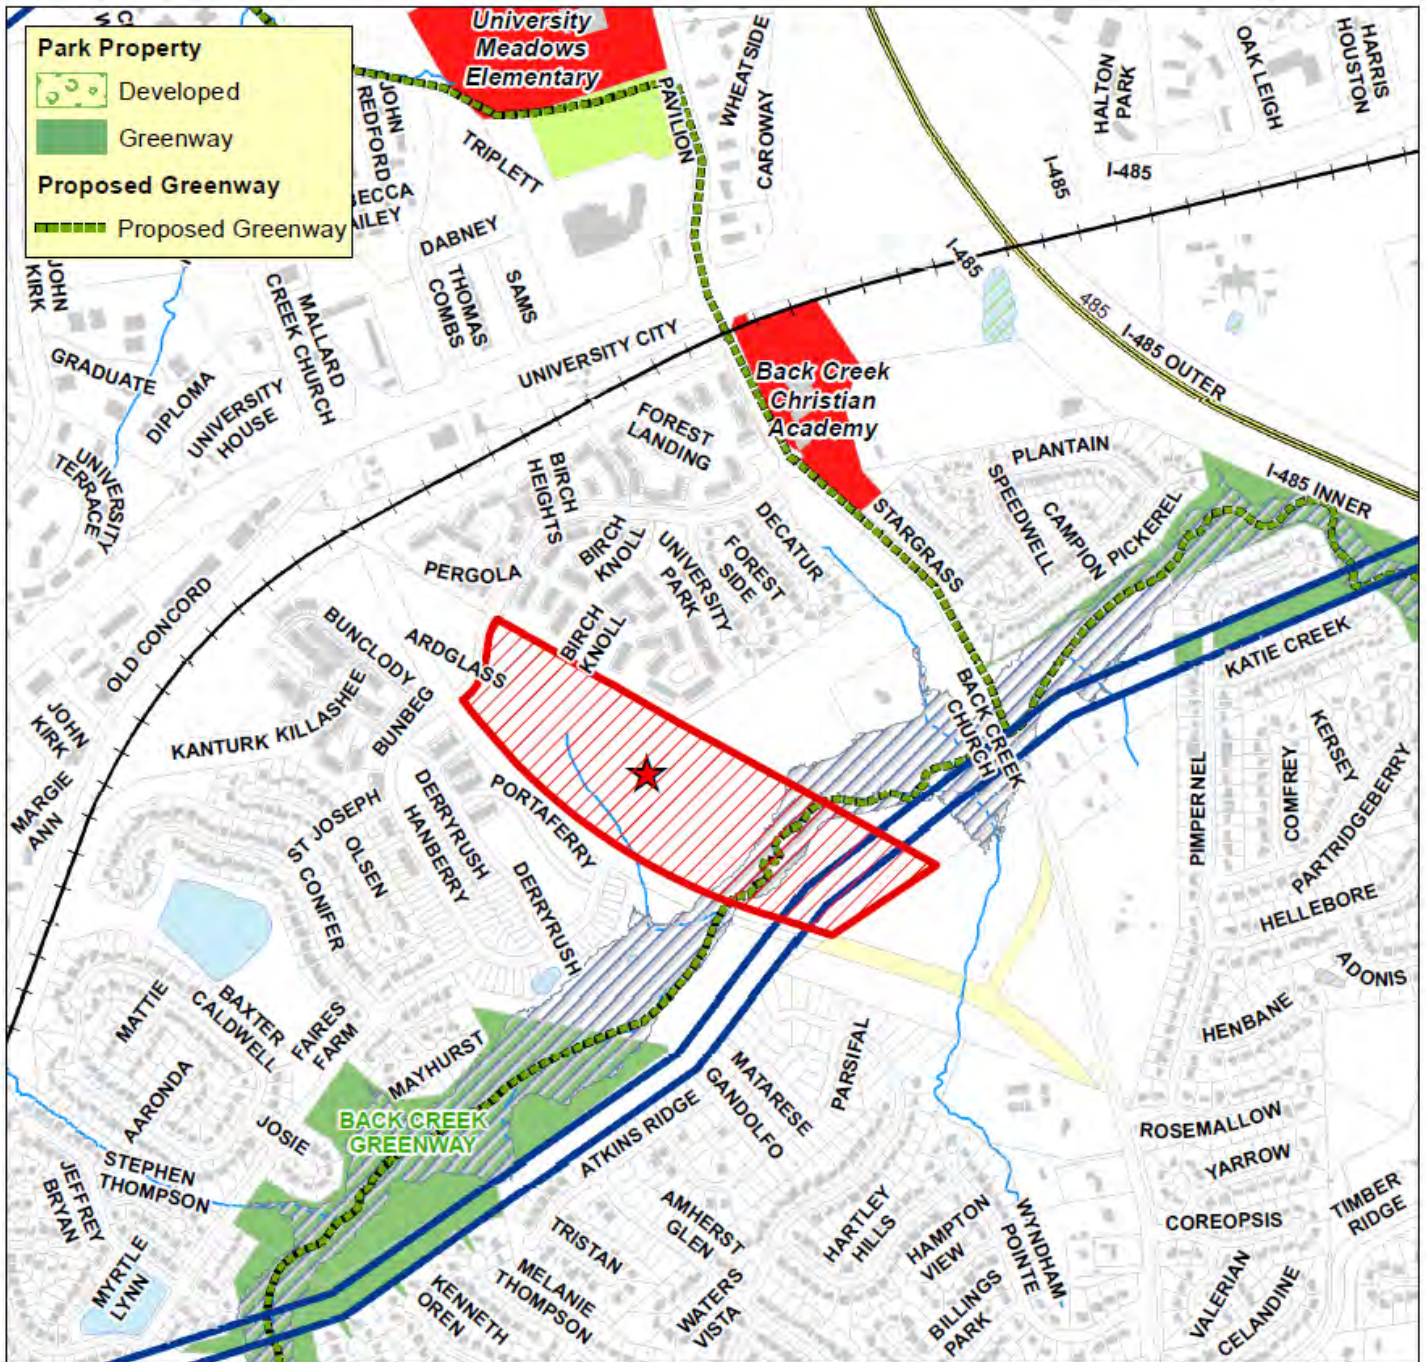 Park Property
Developed
Greenway
Proposed Greenway
Proposed Greenway
University
Meadows
Elementary
PAVILION
WHEATSIDE
CAROWAY
HALTON
PARK
OAK LEIGH
HARRIS
HOUSTON
I-485
I-485
JOHN
REDFORD
TRIPLETT
DABNEY
THOMAS
COMBS
SAMS
I-485
485
I-485 OUTER
JOHN
KIRK
MALLARD
CREEK CHURCH
UNIVERSITY CITY
GRADUATE
DIPLOMA
UNIVERSITY
HOUSE
Back Creek
Christian
Academy
FOREST
LANDING
PLANTAIN
SPEEDWELL
CAMPION
PICKEREL
I-485 INNER
UNIVERSITY
TERRACE
BIRCH
HEIGHTS
BIRCH
KNOLL
UNIVERSITY
PARK
FOREST
SIDE
DECATUR
STARGRASS
PERGOLA
OLD CONCORD
BUNCLODY
ARDGLASS
BIRCH
KNOLL
KATIE CREEK
BACK CREEK
CHURCH
JOHN
KIRK
KANTURK
KILLASHEE
BUNBEG
MARGIE
ANN
PORTAFERRY
DERRYRUSH
HANBERRY
ST JOSEPH
OLSEN
S CONIFER
DERRYRUSH
PIMPERNEL
COMFREY
KERSEY
PARTRIDGEBERRY
HELLEBORE
ADONIS
HENBANE
MATTIE
BAXTER
CALDWELL
FAIRES
FARM
MAYHURST
AARONDA
JOSIE
BACK CREEK
GREENWAY
MATARESE
GANDOLFO
PARSIFAL
ATKINS RIDGE
ROSEMALLOW
YARROW
COREOPSIS
TIMBER
RIDGE
STEPHEN
THOMPSON
JEFFREY
BRYAN
MYRTLE
LYNN
AMHERST
GLEN
HARTLEY
HILLS
HAMPTON
VIEW
WYNDHAM
POINTE
TRISTAN
MELANIE
THOMPSON
KENNETH
OREN
WATERS
VISTA
BILLINGS
PARK
VALERIAN
CELANDINE